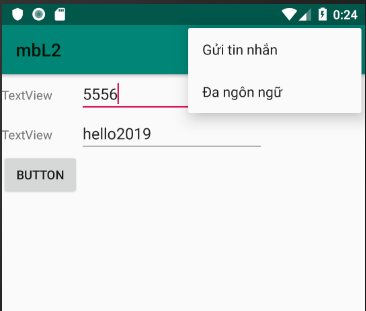 0:24
mbL2
Gửi tin nhắn
Đa ngôn ngữ
TextView 5556
TextView hello2019
BUTTON